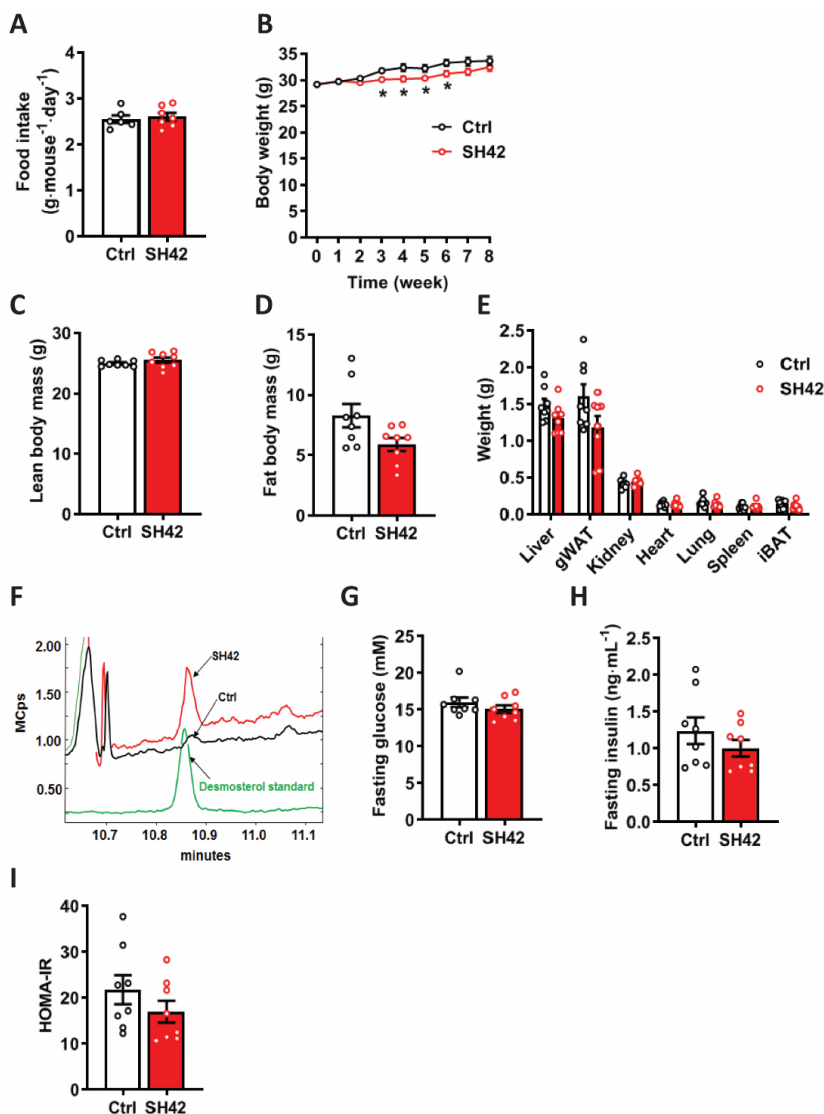 A
Food intake
(g·mouse⁻¹·day⁻¹)
4
3
2
1
0
Ctrl SH42
B
Body weight (g)
35
30
25
20
15
10
5
0
0 1 2 3 4 5 6 7 8
Time (week)
* * * *
Ctrl
SH42
C
Lean body mass (g)
30
20
10
0
Ctrl SH42
D
Fat body mass (g)
15
10
5
0
Ctrl SH42
E
Weight (g)
2.5
2.0
1.5
1.0
0.5
0.0
Liver
gWAT
Kidney
Heart
Lung
Spleen
iBAT
Ctrl
SH42
F
MCps
2.00
1.50
1.00
0.50
SH42
Ctrl
Desmosterol standard
10.7 10.8 10.9 11.0 11.1
minutes
G
Fasting glucose (mM)
25
20
15
10
5
0
Ctrl SH42
H
Fasting insulin (ng·mL⁻¹)
2.5
2.0
1.5
1.0
0.5
0.0
Ctrl SH42
I
HOMA-IR
40
30
20
10
0
Ctrl SH42